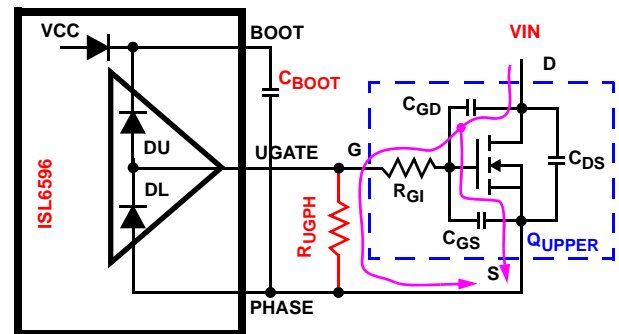 VCC
BOOT
VIN
D
CBOOT
CGD
DU
UGATE
G
CDS
DL
RGI
ISL6596
RUGPH
CGS
QUPPER
S
PHASE